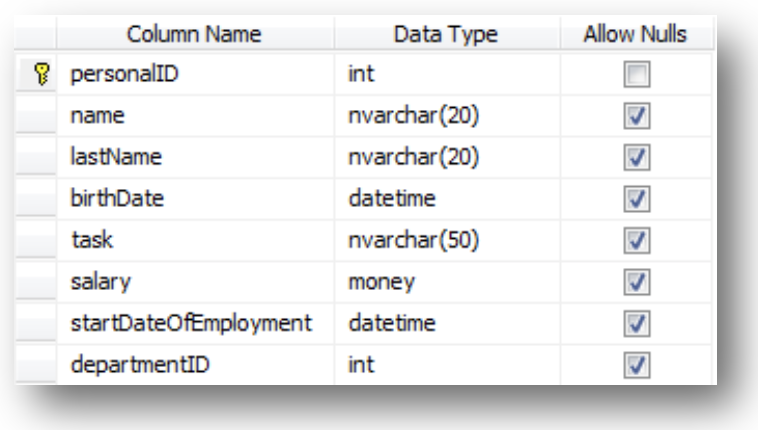 Column Name Data Type Allow Nulls
personalID int
name nvarchar(20)
lastName nvarchar(20)
birthDate datetime
task nvarchar(50)
salary money
startDateOfEmployment datetime
departmentID int